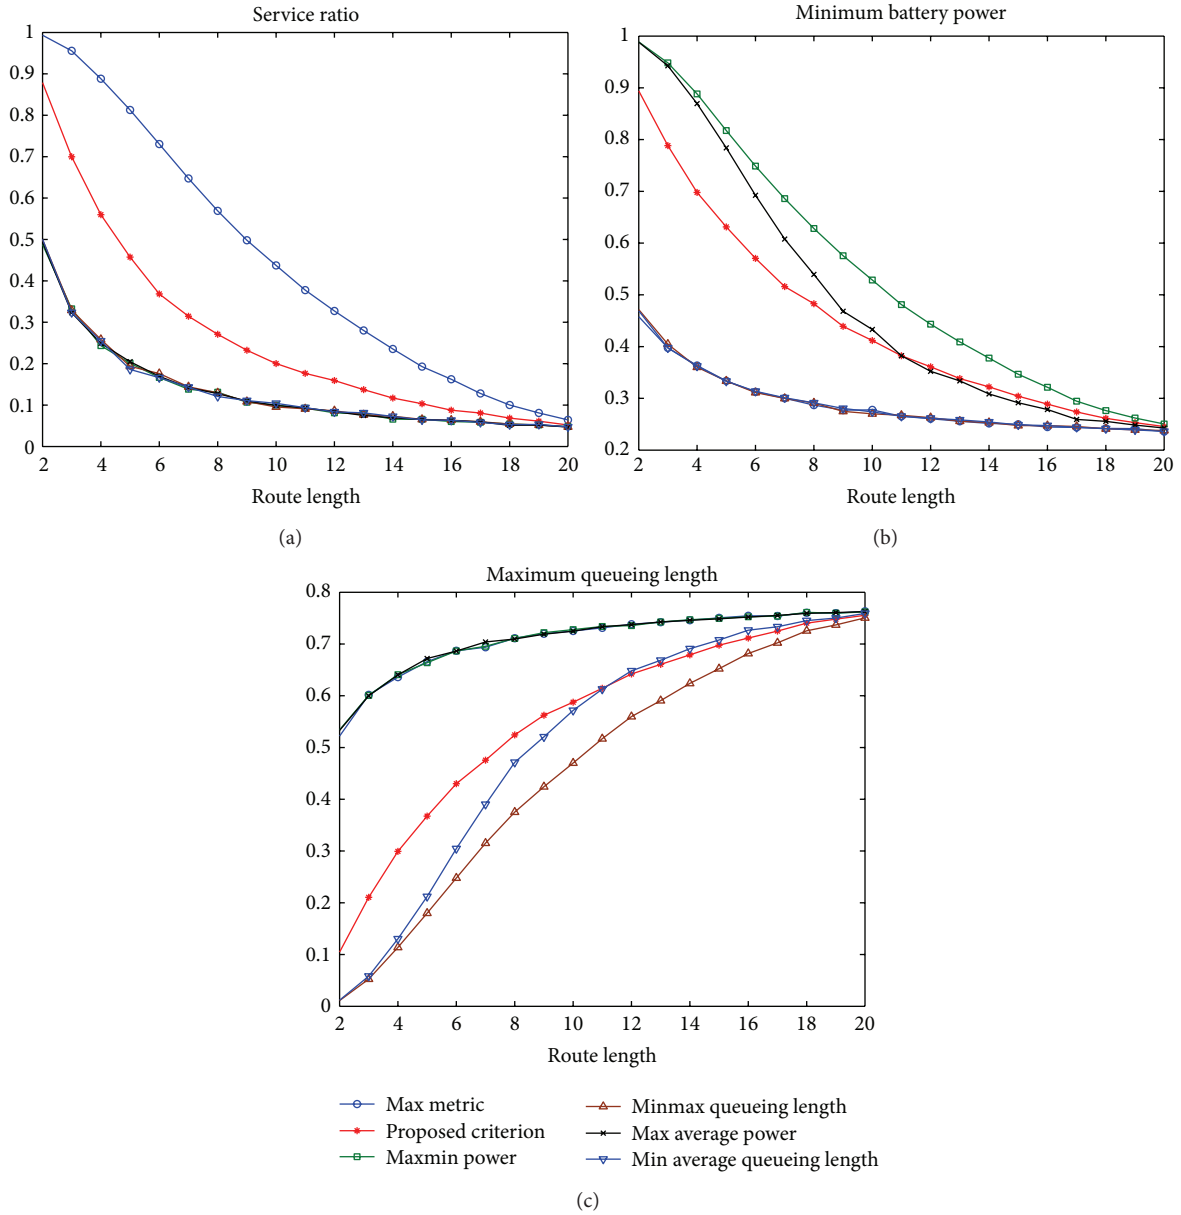 Service ratio
1
0.9
0.8
0.7
0.6
0.5
0.4
0.3
0.2
0.1
0
2 4 6 8 10 12 14 16 18 20
Route length
(a)
Minimum battery power
1
0.9
0.8
0.7
0.6
0.5
0.4
0.3
0.2
2 4 6 8 10 12 14 16 18 20
Route length
(b)
Maximum queueing length
0.8
0.7
0.6
0.5
0.4
0.3
0.2
0.1
0
2 4 6 8 10 12 14 16 18 20
Route length
Max metric
Proposed criterion
Maxmin power
Minmax queueing length
Max average power
Min average queueing length
(c)